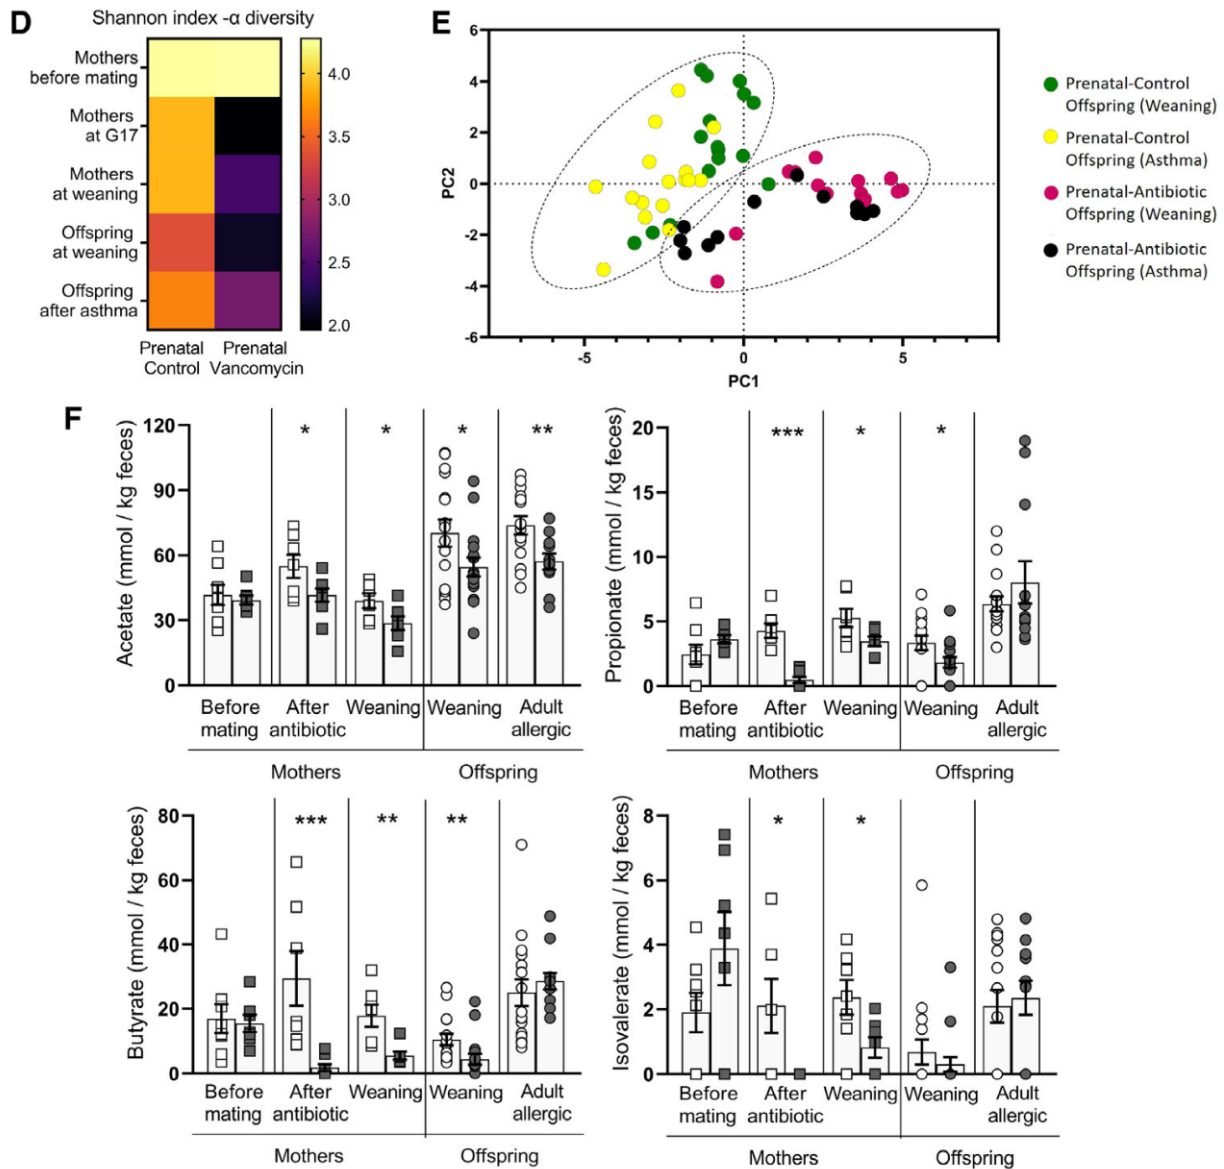 D
Shannon index -α diversity
Mothers
before mating
Mothers
at G17
Mothers
at weaning
Offspring
at weaning
Offspring
after asthma
4.0
3.5
3.0
2.5
2.0
Prenatal Prenatal
Control Vancomycin
E
PC2
6
4
2
0
-2
-4
-6
-5 0 5
PC1
Prenatal-Control
Offspring (Weaning)
Prenatal-Control
Offspring (Asthma)
Prenatal-Antibiotic
Offspring (Weaning)
Prenatal-Antibiotic
Offspring (Asthma)
F
Acetate (mmol / kg feces)
120
90
60
30
0
* * * **
Before After Weaning Weaning Adult
mating antibiotic allergic
Mothers Offspring
Propionate (mmol / kg feces)
20
15
10
5
0
*** * *
Before After Weaning Weaning Adult
mating antibiotic allergic
Mothers Offspring
Butyrate (mmol / kg feces)
80
60
40
20
0
*** ** **
Before After Weaning Weaning Adult
mating antibiotic allergic
Mothers Offspring
Isovalerate (mmol / kg feces)
8
6
4
2
0
* *
Before After Weaning Weaning Adult
mating antibiotic allergic
Mothers Offspring